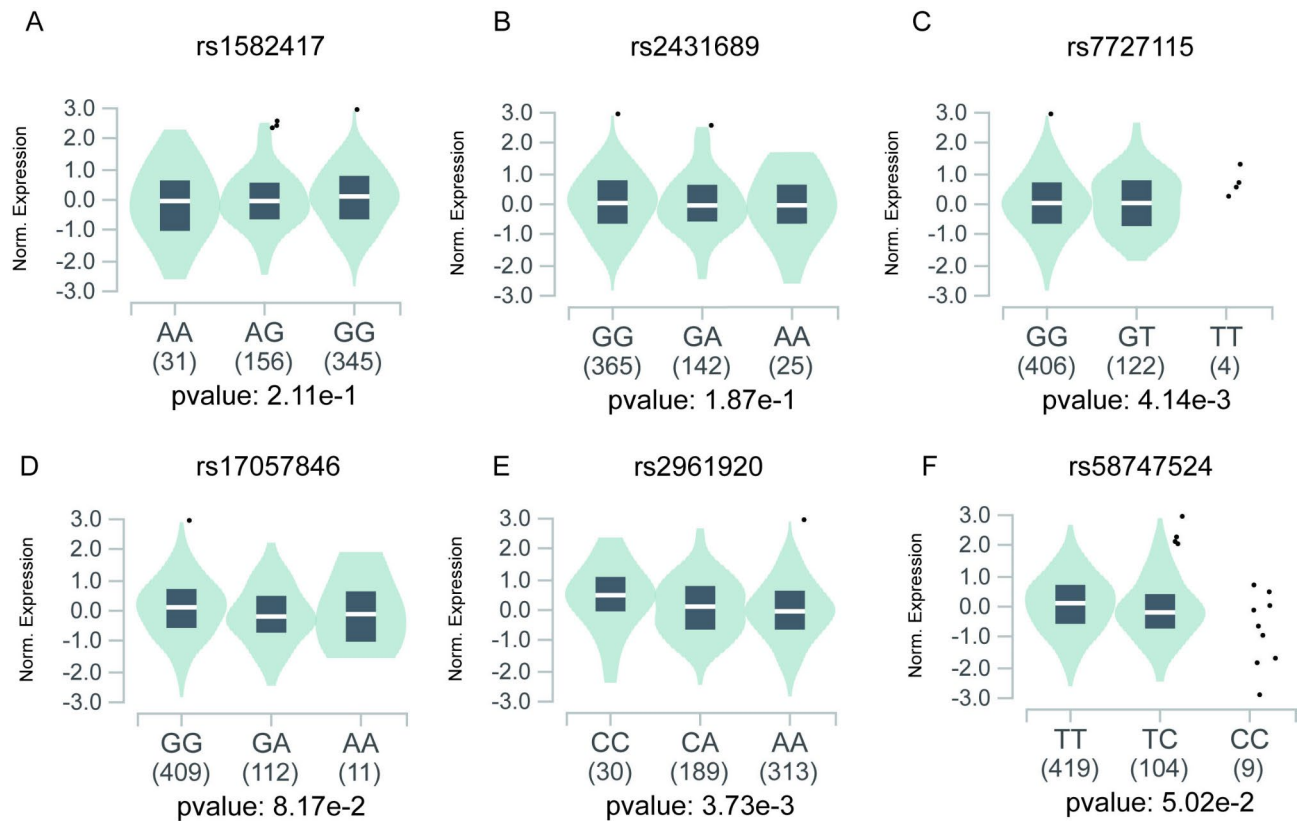 A
rs1582417
Norm. Expression
3.0
2.0
1.0
0.0
-1.0
-2.0
-3.0
AA AG GG
(31) (156) (345)
pvalue: 2.11e-1
B
rs2431689
Norm. Expression
3.0
2.0
1.0
0.0
-1.0
-2.0
-3.0
GG GA AA
(365) (142) (25)
pvalue: 1.87e-1
C
rs7727115
Norm. Expression
3.0
2.0
1.0
0.0
-1.0
-2.0
-3.0
GG GT TT
(406) (122) (4)
pvalue: 4.14e-3
D
rs17057846
Norm. Expression
3.0
2.0
1.0
0.0
-1.0
-2.0
-3.0
GG GA AA
(409) (112) (11)
pvalue: 8.17e-2
E
rs2961920
Norm. Expression
3.0
2.0
1.0
0.0
-1.0
-2.0
-3.0
CC CA AA
(30) (189) (313)
pvalue: 3.73e-3
F
rs58747524
Norm. Expression
3.0
2.0
1.0
0.0
-1.0
-2.0
-3.0
TT TC CC
(419) (104) (9)
pvalue: 5.02e-2